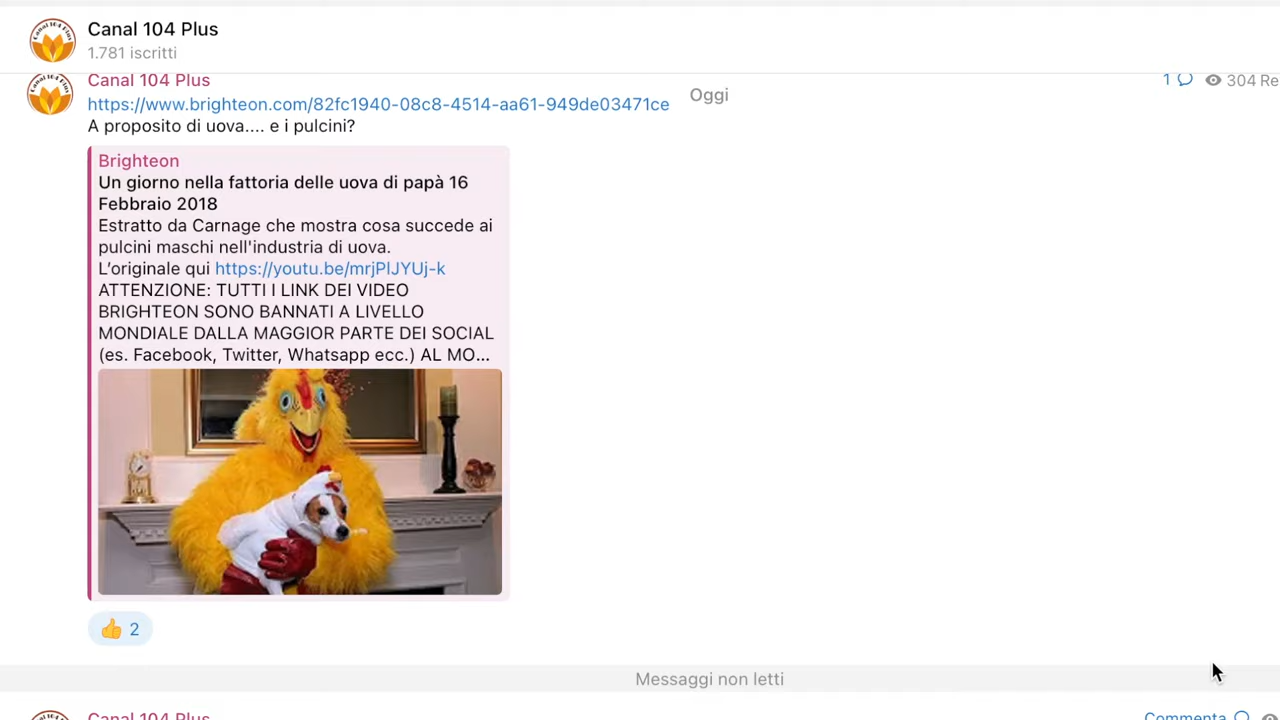 Canal 104 Plus
1.781 iscritti
Canal 104 Plus
1
304 Re
https://www.brighteon.com/82fc1940-08c8-4514-aa61-949de03471ce
Oggi
A proposito di uova.... e i pulcini?
Brighteon
Un giorno nella fattoria delle uova di papà 16
Febbraio 2018
Estratto da Carnage che mostra cosa succede ai
pulcini maschi nell'industria di uova.
L'originale qui https://youtu.be/mrjPlJYUj-k
ATTENZIONE: TUTTI I LINK DEI VIDEO
BRIGHTEON SONO BANNATI A LIVELLO
MONDIALE DALLA MAGGIOR PARTE DEI SOCIAL
(es. Facebook, Twitter, Whatsapp ecc.) AL MO...
👍 2
Messaggi non letti
Canal 104 Plus
Commenta